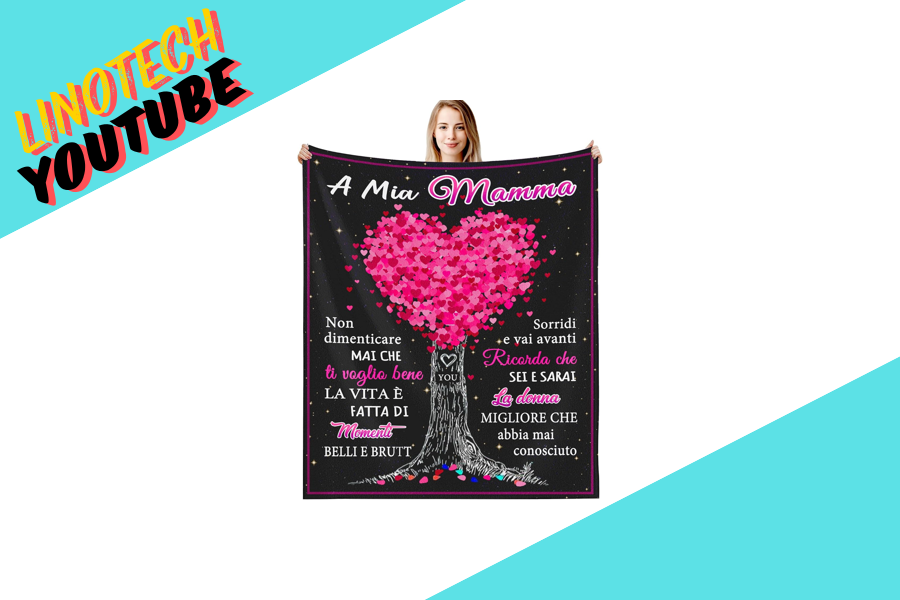 LINOTECH
YOUTUBE
A Mia Mamma
Non
dimenticare
MAI CHE
ti voglio bene
LA VITA È
FATTA DI
Momenti
BELLI E BRUTT
YOU
Sorridi
e vai avanti
Ricorda che
SEI E SARAI
La donna
MIGLIORE CHE
abbia mai
conosciuto